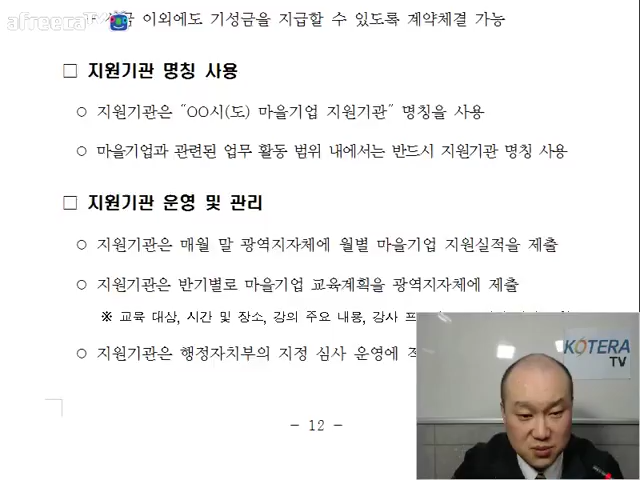 afreecaTV 이외에도 기성금을 지급할 수 있도록 계약체결 가능
□ 지원기관 명칭 사용
○ 지원기관은 "OO시(도) 마을기업 지원기관" 명칭을 사용
○ 마을기업과 관련된 업무 활동 범위 내에서는 반드시 지원기관 명칭 사용
□ 지원기관 운영 및 관리
○ 지원기관은 매월 말 광역지자체에 월별 마을기업 지원실적을 제출
○ 지원기관은 반기별로 마을기업 교육계획을 광역지자체에 제출
※ 교육 대상, 시간 및 장소, 강의 주요 내용, 강사
○ 지원기관은 행정자치부의 지정 심사 운영에
KOTERA
TV
- 12 -